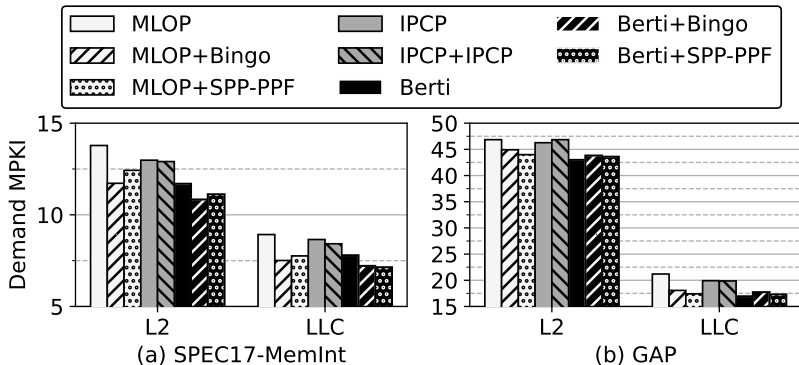 MLOP IPCP Berti+Bingo
MLOP+Bingo IPCP+IPCP Berti+SPP-PPF
MLOP+SPP-PPF Berti
Demand MPKI
15
10
5
L2 LLC
(a) SPEC17-MemInt
50
45
40
35
30
25
20
15
L2 LLC
(b) GAP